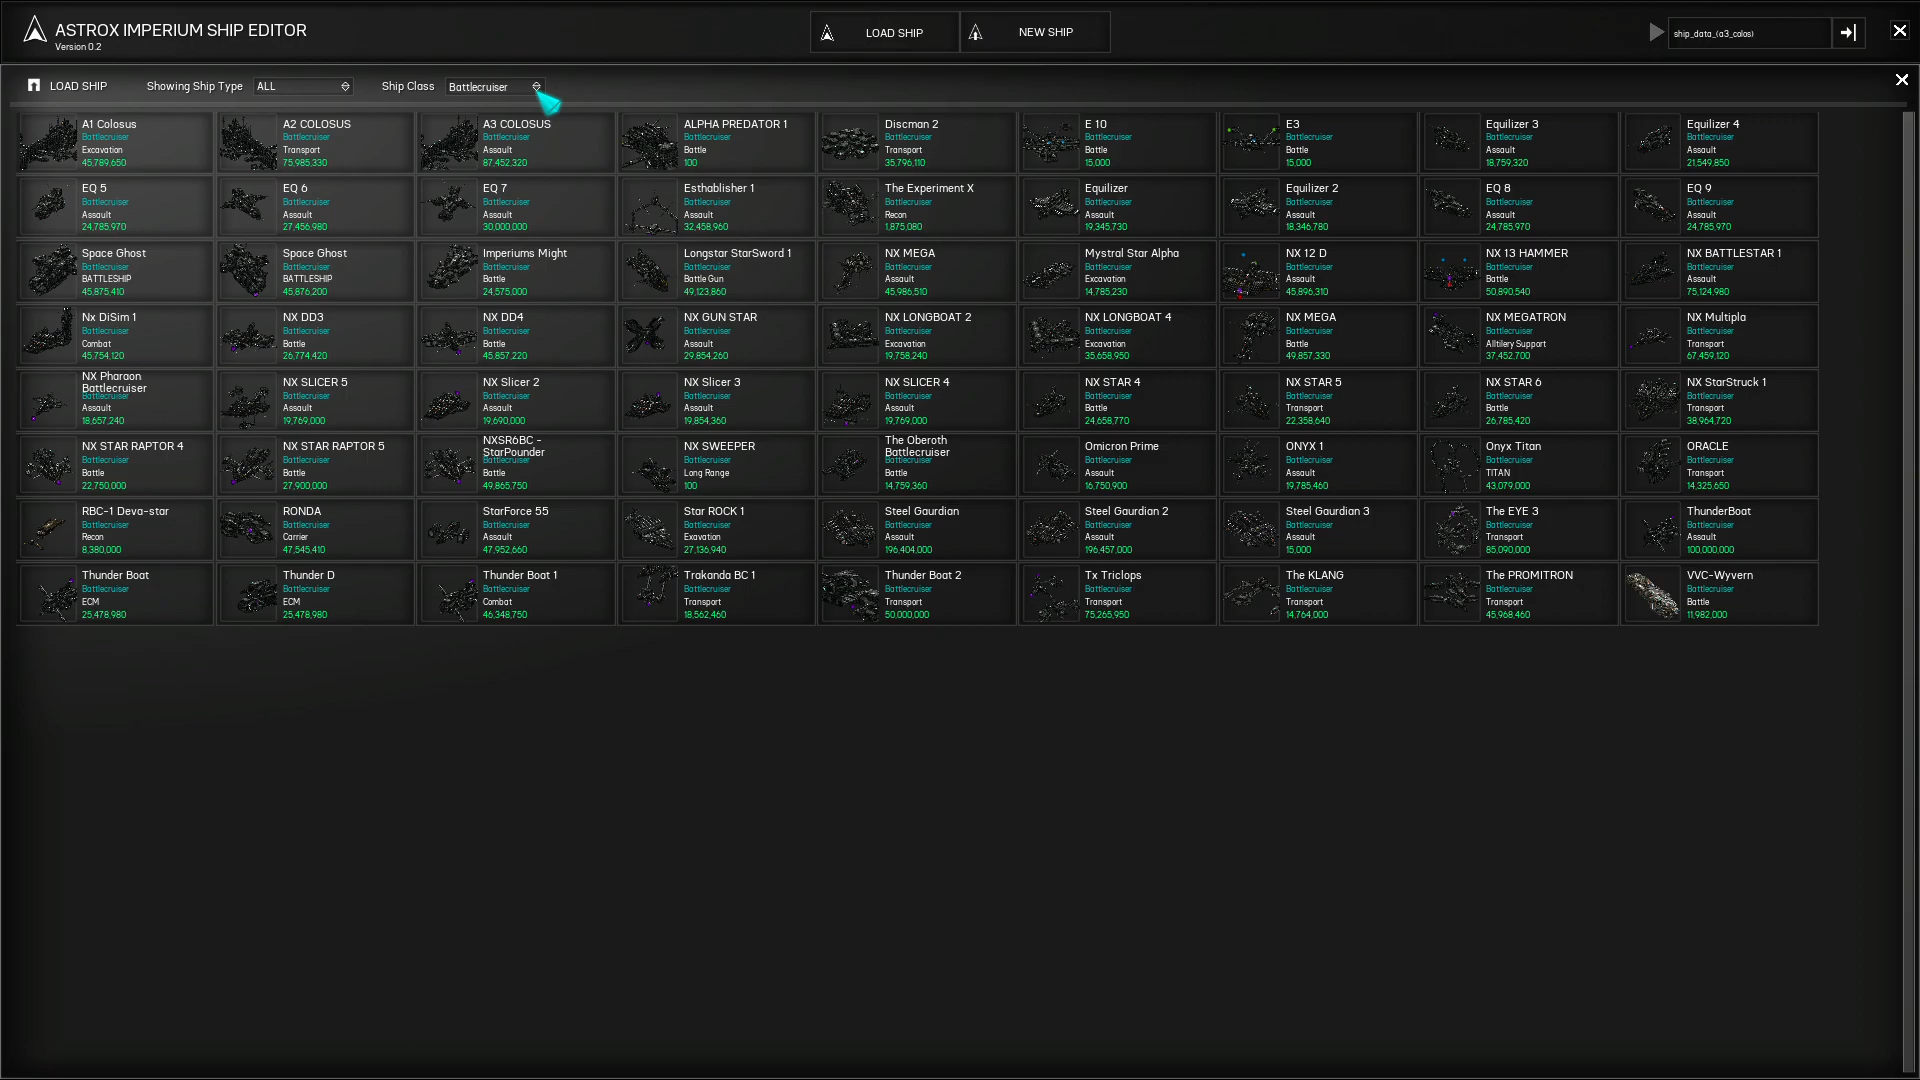 ASTROX IMPERIUM SHIP EDITOR
Version 0.2
LOAD SHIP
NEW SHIP
ship_data_(a3_colos)
LOAD SHIP
Showing Ship Type
ALL
Ship Class
Battlecruiser
A1 Colosus
Battlecruiser
Excavation
45,789,650
A2 COLOSUS
Battlecruiser
Transport
75,985,330
A3 COLOSUS
Battlecruiser
Assault
87,452,320
ALPHA PREDATOR 1
Battlecruiser
Battle
100
Discman 2
Battlecruiser
Transport
35,796,110
E 10
Battlecruiser
Battle
15,000
E3
Battlecruiser
Battle
15,000
Equilizer 3
Battlecruiser
Assault
18,759,320
Equilizer 4
Battlecruiser
Assault
21,549,850
EQ 5
Battlecruiser
Assault
24,785,970
EQ 6
Battlecruiser
Assault
27,456,980
EQ 7
Battlecruiser
Assault
30,000,000
Esthablisher 1
Battlecruiser
Assault
32,458,960
The Experiment X
Battlecruiser
Recon
1,875,080
Equilizer
Battlecruiser
Assault
19,345,730
Equilizer 2
Battlecruiser
Assault
18,346,780
EQ 8
Battlecruiser
Assault
24,785,970
EQ 9
Battlecruiser
Assault
24,785,970
Space Ghost
Battlecruiser
BATTLESHIP
45,875,410
Space Ghost
Battlecruiser
BATTLESHIP
45,876,200
Imperiums Might
Battlecruiser
Battle
24,575,000
Longstar StarSword 1
Battlecruiser
Battle Gun
49,123,860
NX MEGA
Battlecruiser
Assault
45,986,510
Mystral Star Alpha
Battlecruiser
Excavation
14,785,230
NX 12 D
Battlecruiser
Assault
45,896,310
NX 13 HAMMER
Battlecruiser
Battle
50,890,540
NX BATTLESTAR 1
Battlecruiser
Assault
75,124,980
Nx DiSim 1
Battlecruiser
Combat
45,754,120
NX DD3
Battlecruiser
Battle
26,774,420
NX DD4
Battlecruiser
Battle
45,857,220
NX GUN STAR
Battlecruiser
Assault
29,854,260
NX LONGBOAT 2
Battlecruiser
Excavation
19,758,240
NX LONGBOAT 4
Battlecruiser
Excavation
35,658,950
NX MEGA
Battlecruiser
Battle
49,857,330
NX MEGATRON
Battlecruiser
Alltilery Support
37,452,700
NX Multipla
Battlecruiser
Transport
67,459,120
NX Pharaon
Battlecruiser
Battlecruiser
Assault
18,657,240
NX SLICER 5
Battlecruiser
Assault
19,769,000
NX Slicer 2
Battlecruiser
Assault
19,690,000
NX Slicer 3
Battlecruiser
Assault
19,854,360
NX SLICER 4
Battlecruiser
Assault
19,769,000
NX STAR 4
Battlecruiser
Battle
24,658,770
NX STAR 5
Battlecruiser
Transport
22,358,640
NX STAR 6
Battlecruiser
Battle
26,785,420
NX StarStruck 1
Battlecruiser
Transport
38,964,720
NX STAR RAPTOR 4
Battlecruiser
Battle
22,750,000
NX STAR RAPTOR 5
Battlecruiser
Battle
27,900,000
NXSR6BC -
StarPounder
Battlecruiser
Battle
49,865,750
NX SWEEPER
Battlecruiser
Long Range
100
The Oberoth
Battlecruiser
Battlecruiser
Battle
14,759,360
Omicron Prime
Battlecruiser
Assault
16,750,900
ONYX 1
Battlecruiser
Assault
19,785,460
Onyx Titan
Battlecruiser
TITAN
43,079,000
ORACLE
Battlecruiser
Transport
14,325,650
RBC-1 Deva-star
Battlecruiser
Recon
8,380,000
RONDA
Battlecruiser
Carrier
47,545,410
StarForce 55
Battlecruiser
Assault
47,952,660
Star ROCK 1
Battlecruiser
Exavation
27,136,940
Steel Gaurdian
Battlecruiser
Assault
196,404,000
Steel Gaurdian 2
Battlecruiser
Assault
196,457,000
Steel Gaurdian 3
Battlecruiser
Assault
15,000
The EYE 3
Battlecruiser
Transport
85,090,000
ThunderBoat
Battlecruiser
Assault
100,000,000
Thunder Boat
Battlecruiser
ECM
25,478,980
Thunder D
Battlecruiser
ECM
25,478,980
Thunder Boat 1
Battlecruiser
Combat
46,348,750
Trakanda BC 1
Battlecruiser
Transport
18,562,460
Thunder Boat 2
Battlecruiser
Transport
50,000,000
Tx Triclops
Battlecruiser
Transport
75,265,950
The KLANG
Battlecruiser
Transport
14,764,000
The PROMITRON
Battlecruiser
Transport
45,968,460
VVC-Wyvern
Battlecruiser
Battle
11,982,000